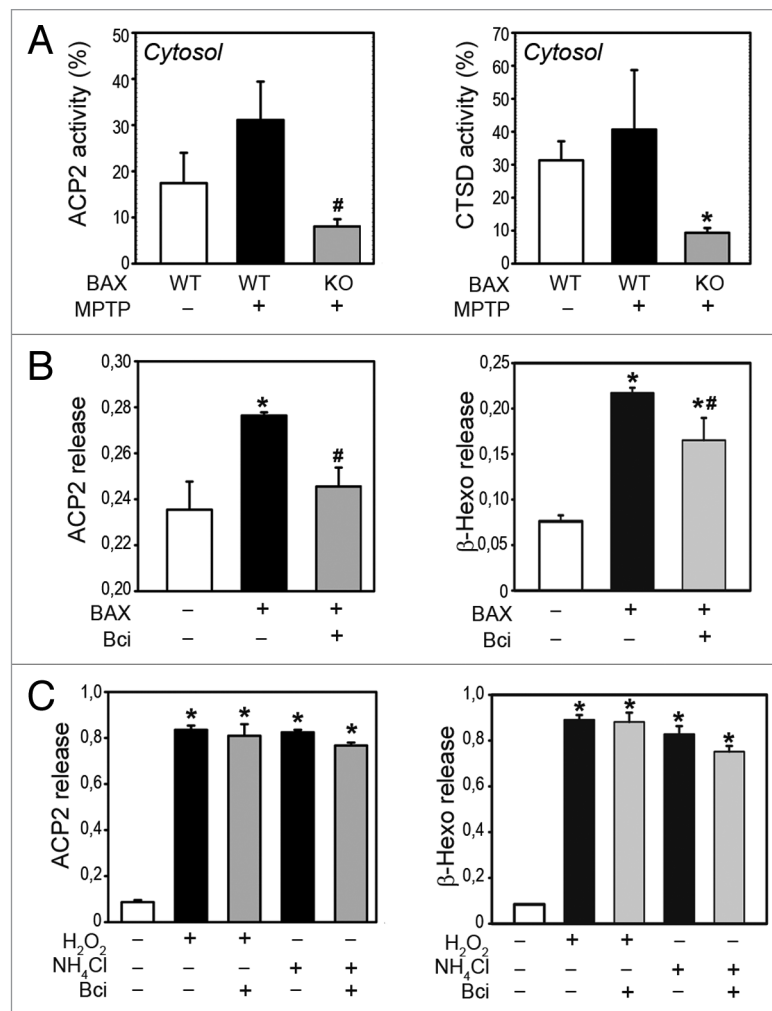 A
ACP2 activity (%)
50
40
30
20
10
0
Cytosol
#
BAX WT WT KO
MPTP – + +
CTSD activity (%)
70
60
50
40
30
20
10
0
Cytosol
*
BAX WT WT KO
MPTP – + +
B
ACP2 release
0,30
0,28
0,26
0,24
0,22
0,20
*
#
BAX – + +
Bci – – +
β-Hexo release
0,25
0,20
0,15
0,10
0,05
0
*
*#
BAX – + +
Bci – – +
C
ACP2 release
1,0
0,8
0,6
0,4
0,2
0
* * * *
H2O2 – + + – –
NH4Cl – – – + +
Bci – – + – +
β-Hexo release
1,0
0,8
0,6
0,4
0,2
0
* * * *
H2O2 – + + – –
NH4Cl – – – + +
Bci – – + – +